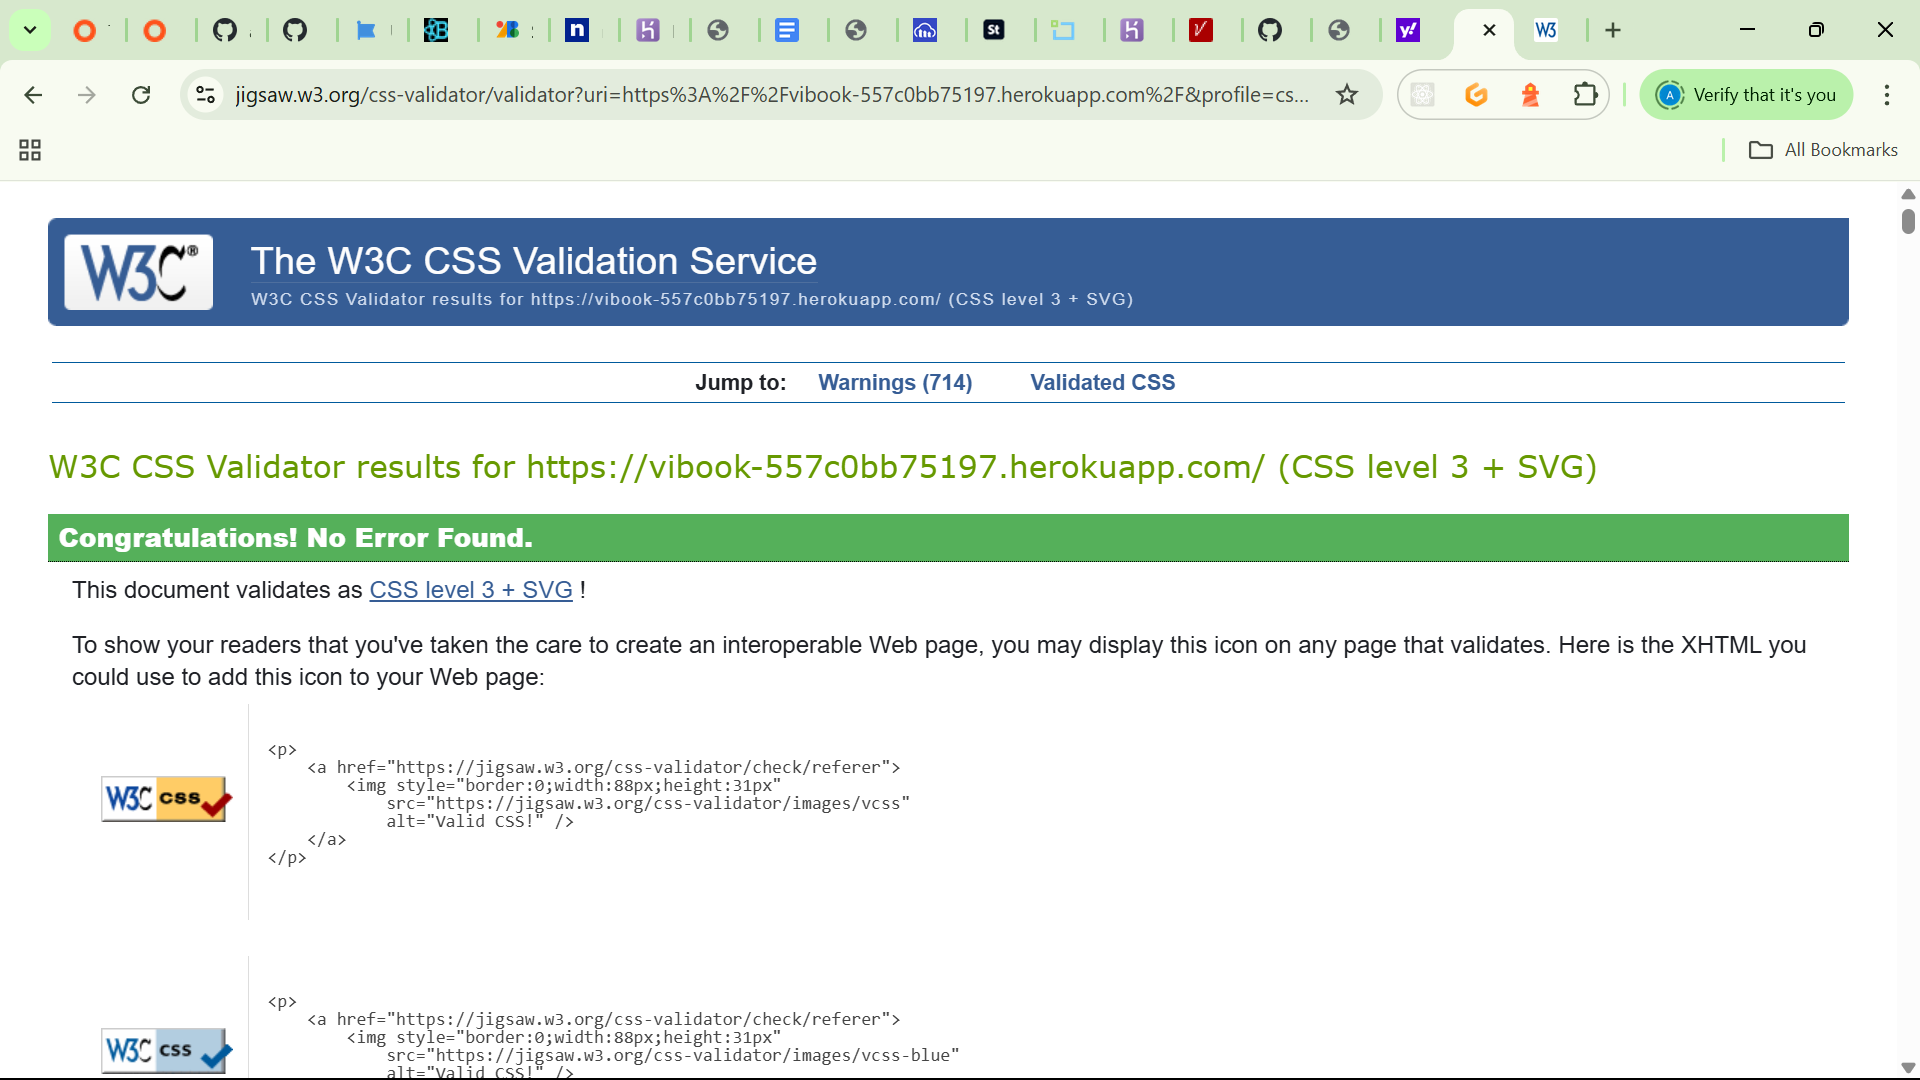 jigsaw.w3.org/css-validator/validator?uri=https%3A%2F%2Fvibook-557c0bb75197.herokuapp.com%2F&profile=cs...
Verify that it's you
All Bookmarks
W3C®
The W3C CSS Validation Service
W3C CSS Validator results for https://vibook-557c0bb75197.herokuapp.com/ (CSS level 3 + SVG)
Jump to: Warnings (714) Validated CSS
W3C CSS Validator results for https://vibook-557c0bb75197.herokuapp.com/ (CSS level 3 + SVG)
Congratulations! No Error Found.
This document validates as CSS level 3 + SVG !
To show your readers that you've taken the care to create an interoperable Web page, you may display this icon on any page that validates. Here is the XHTML you
could use to add this icon to your Web page:
W3C css
<p>
<a href="https://jigsaw.w3.org/css-validator/check/referer">
<img style="border:0;width:88px;height:31px"
src="https://jigsaw.w3.org/css-validator/images/vcss"
alt="Valid CSS!" />
</a>
</p>
W3C css
<p>
<a href="https://jigsaw.w3.org/css-validator/check/referer">
<img style="border:0;width:88px;height:31px"
src="https://jigsaw.w3.org/css-validator/images/vcss-blue"
alt="Valid CSS!" />